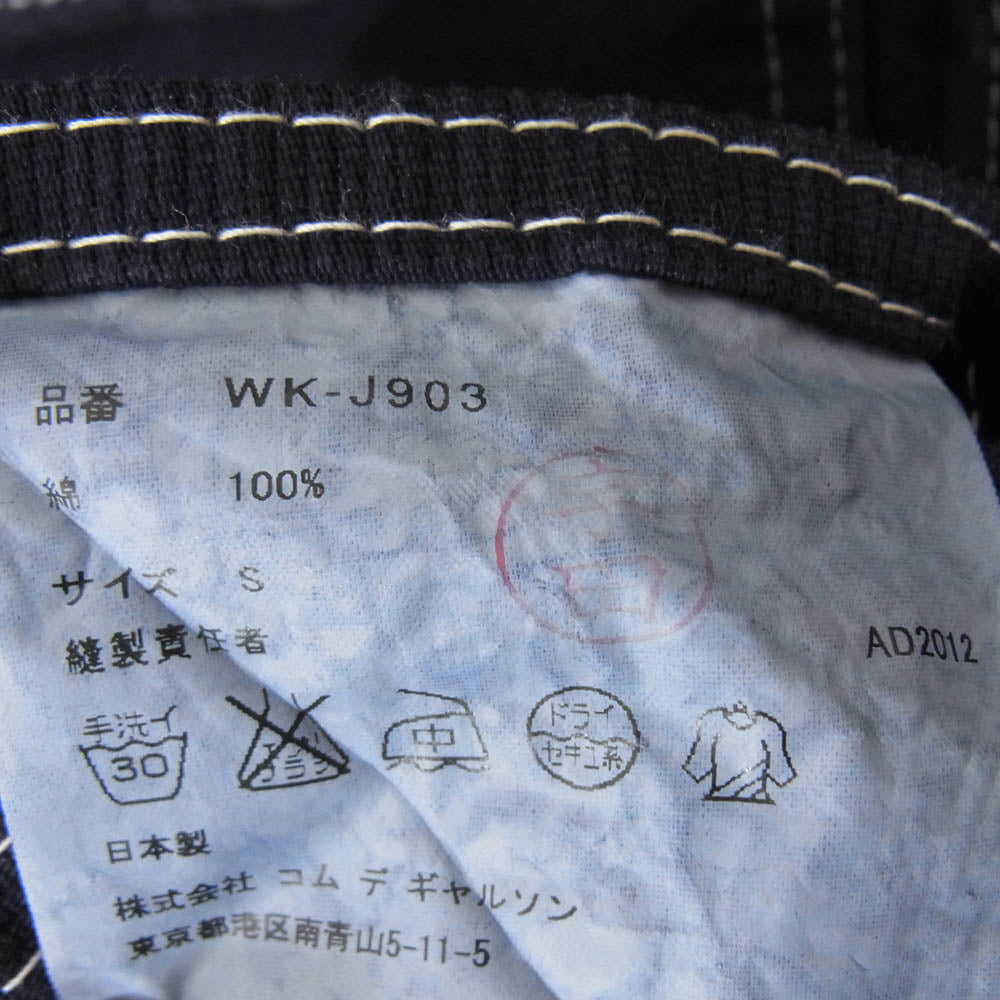 品番 WK-J903
綿 100%
サイズ S
縫製責任者
AD2012
手洗イ
30
中
ドライ
セキユ系
日本製
株式会社 コム デ ギャルソン
東京都港区南青山5-11-5